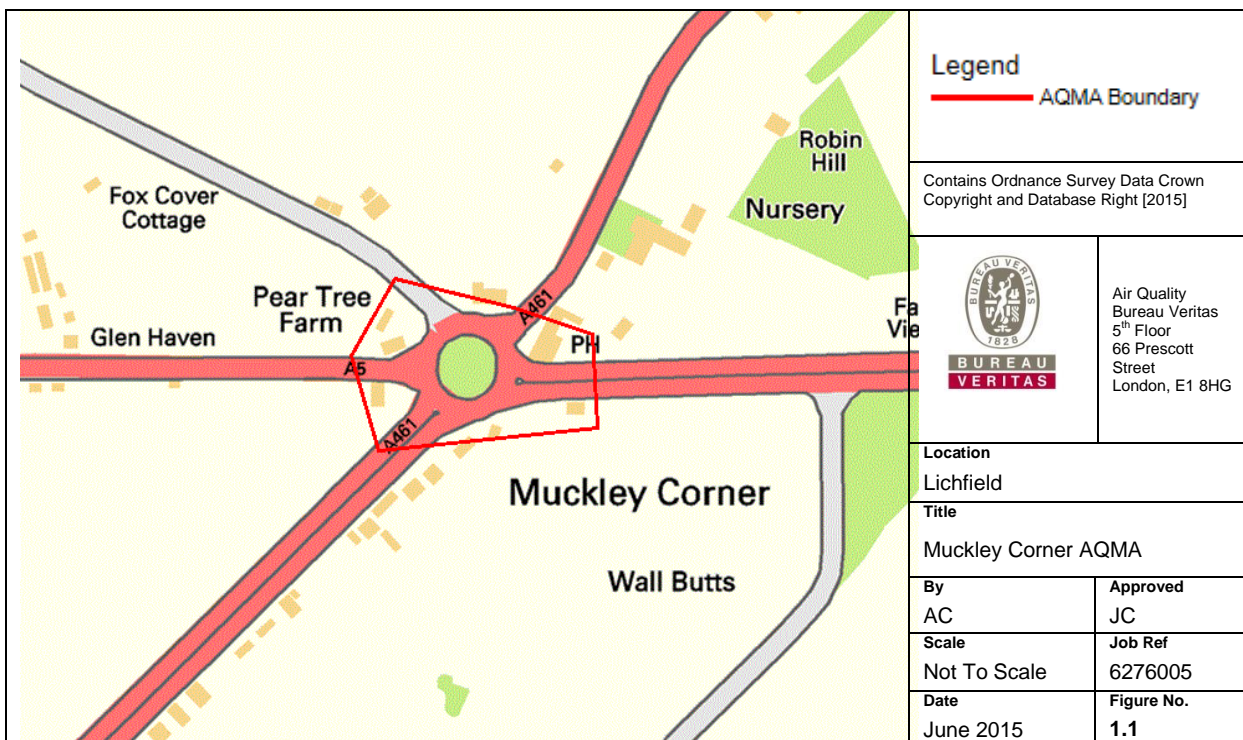 Robin
Hill
Nursery
Fox Cover
Cottage
Pear Tree
Farm
Glen Haven
A461
PH
Fa
Vie
A5
A461
Muckley Corner
Wall Butts
Legend
AQMA Boundary
Contains Ordnance Survey Data Crown
Copyright and Database Right [2015]
BUREAU VERITAS
1828
BUREAU
VERITAS
Air Quality
Bureau Veritas
5th Floor
66 Prescott
Street
London, E1 8HG
Location
Lichfield
Title
Muckley Corner AQMA
By
AC
Approved
JC
Scale
Not To Scale
Job Ref
6276005
Date
June 2015
Figure No.
1.1